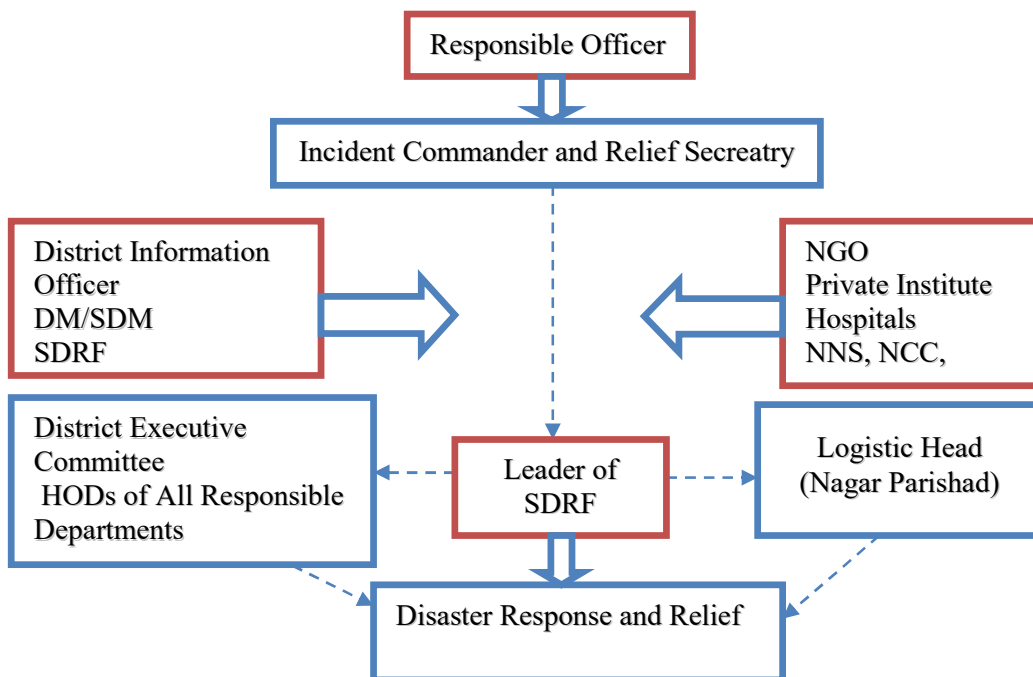 Responsible Officer
Incident Commander and Relief Secreatry
District Information
Officer
DM/SDM
SDRF
NGO
Private Institute
Hospitals
NNS, NCC,
District Executive
Committee
HODs of All Responsible
Departments
Leader of
SDRF
Logistic Head
(Nagar Parishad)
Disaster Response and Relief